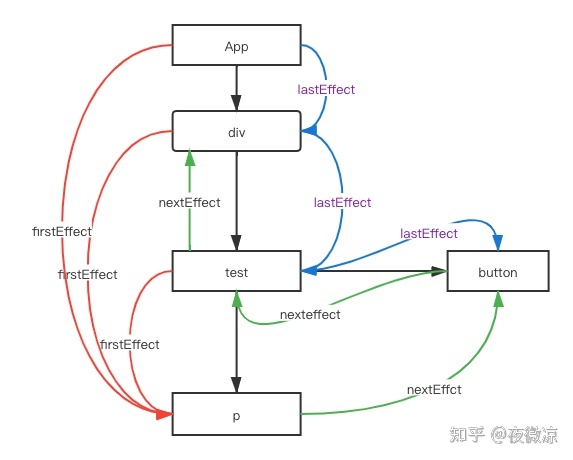 App
lastEffect
div
nextEffect
lastEffect
firstEffect
lastEffect
firstEffect
test
button
nexteffect
firstEffect
nextEffct
p
知乎 @夜微凉